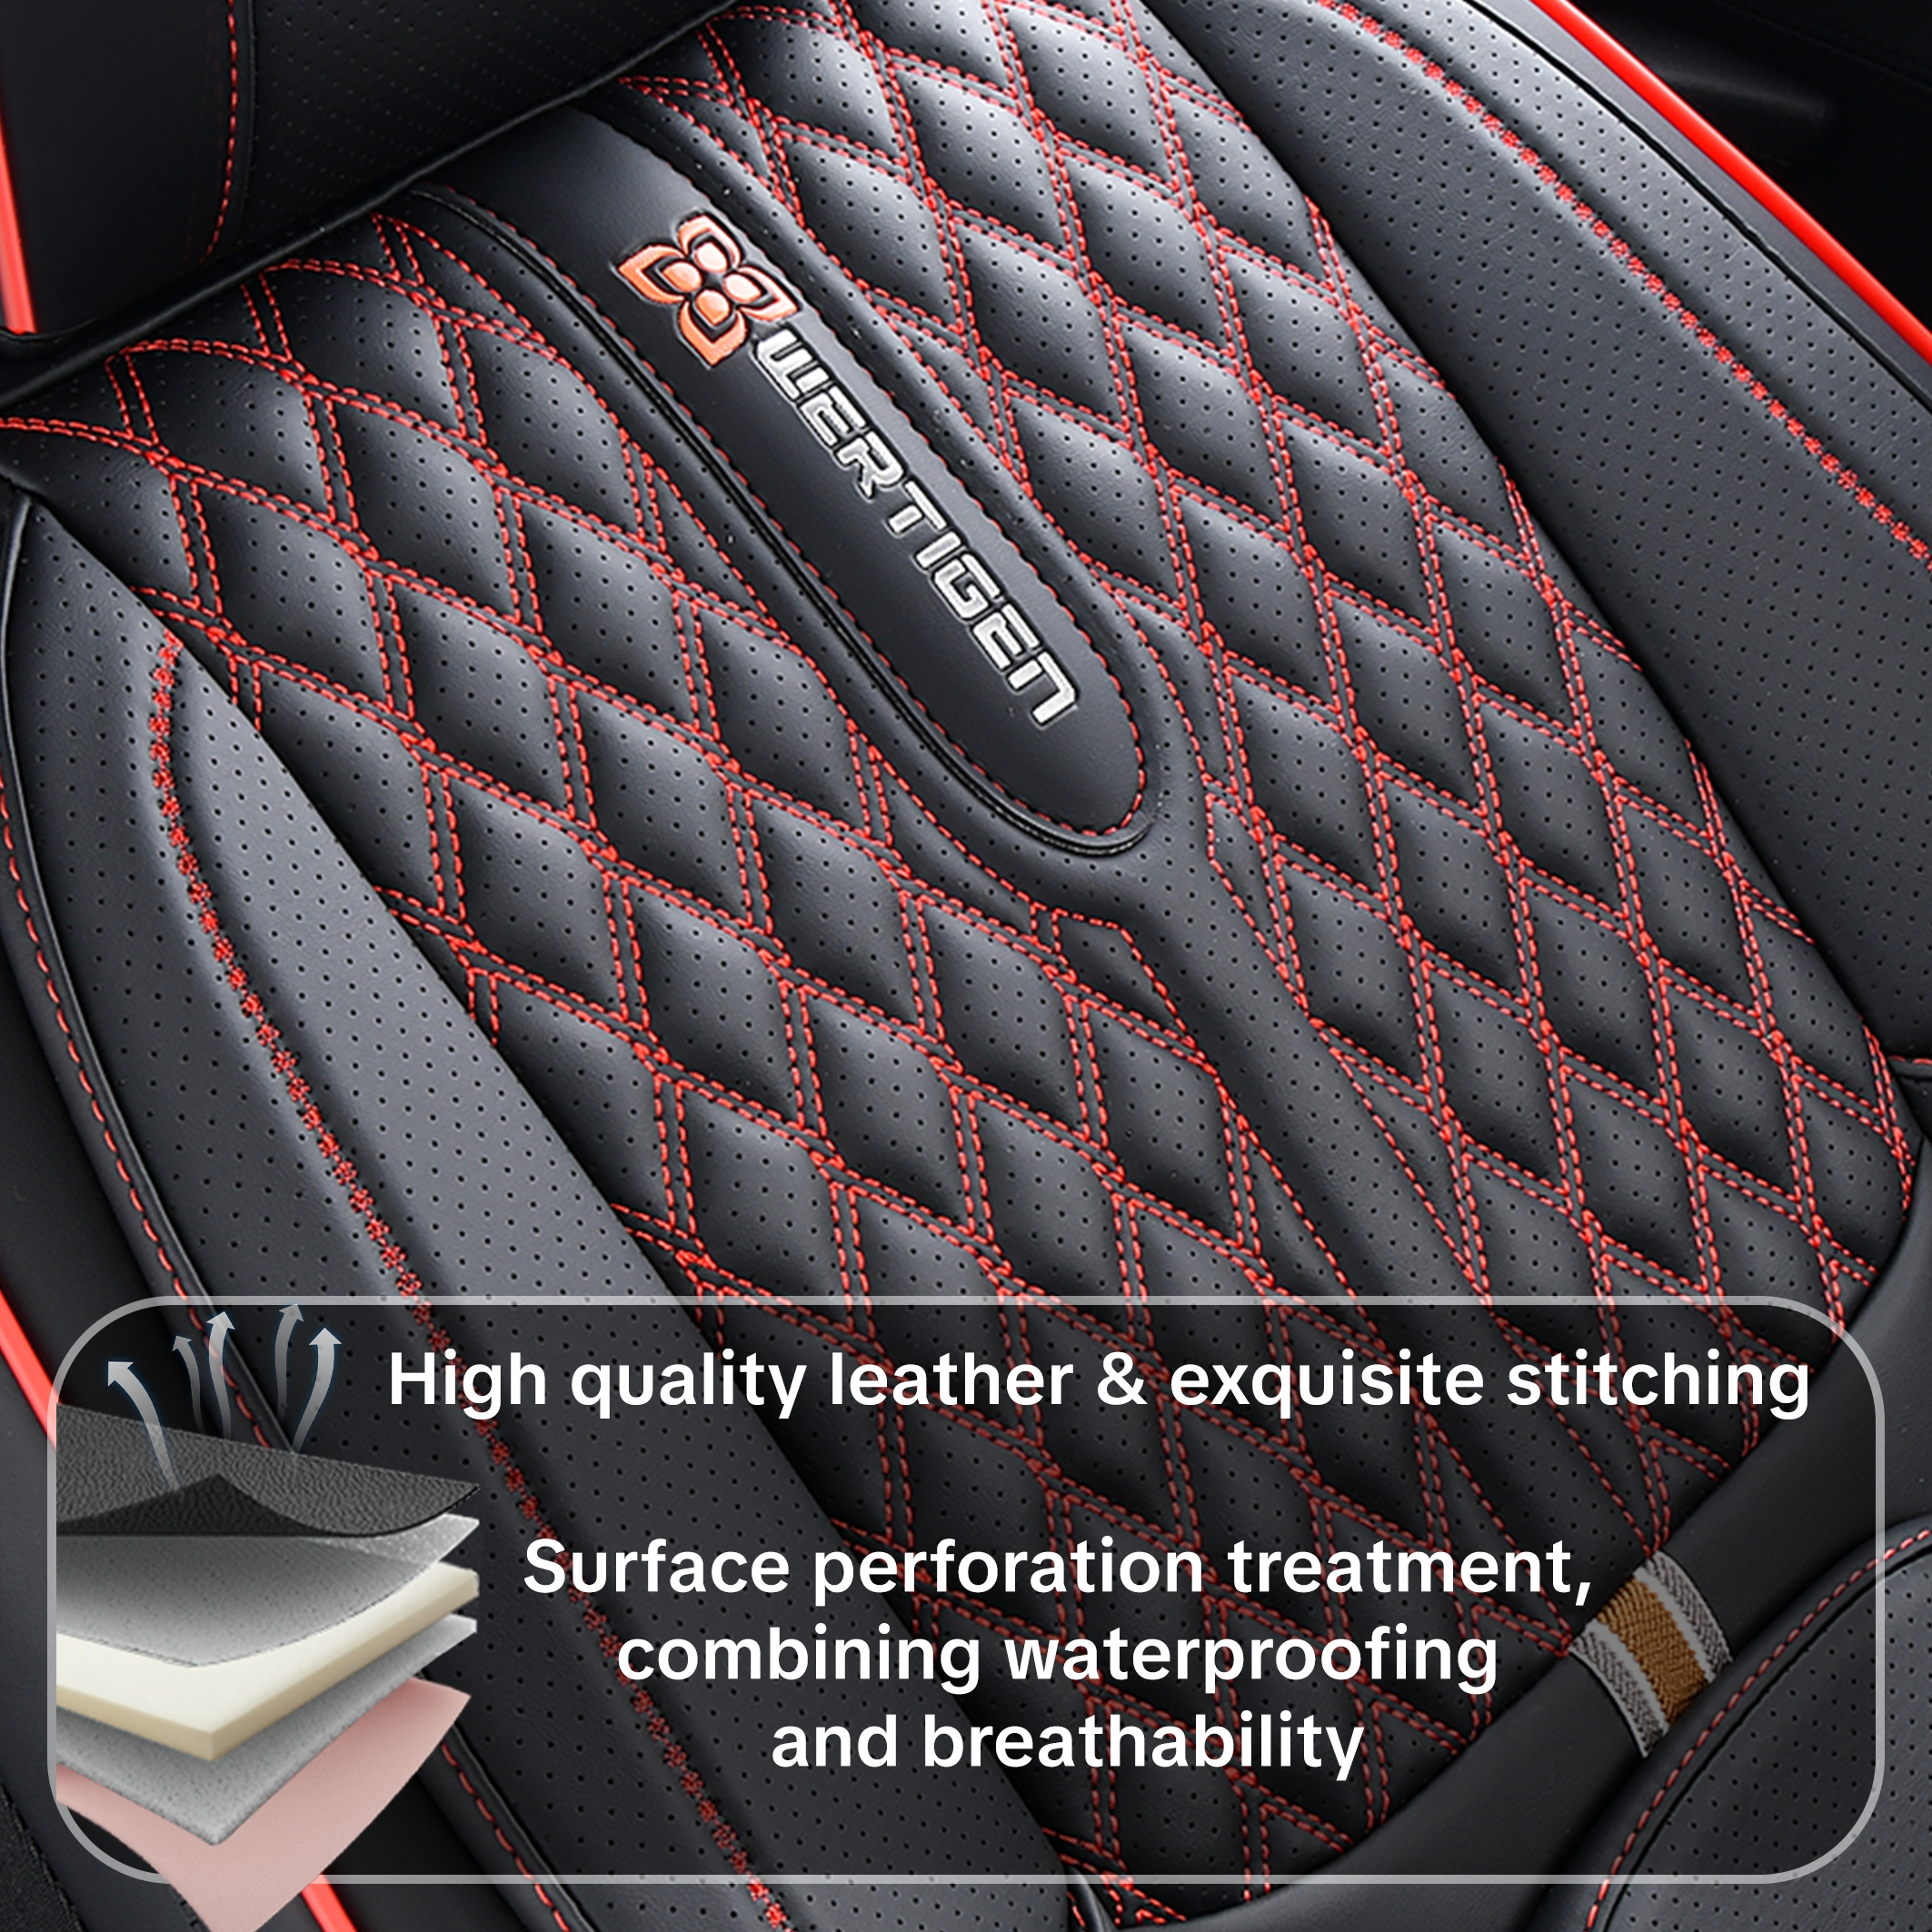 WERTIGEN
High quality leather & exquisite stitching
Surface perforation treatment,
combining waterproofing
and breathability